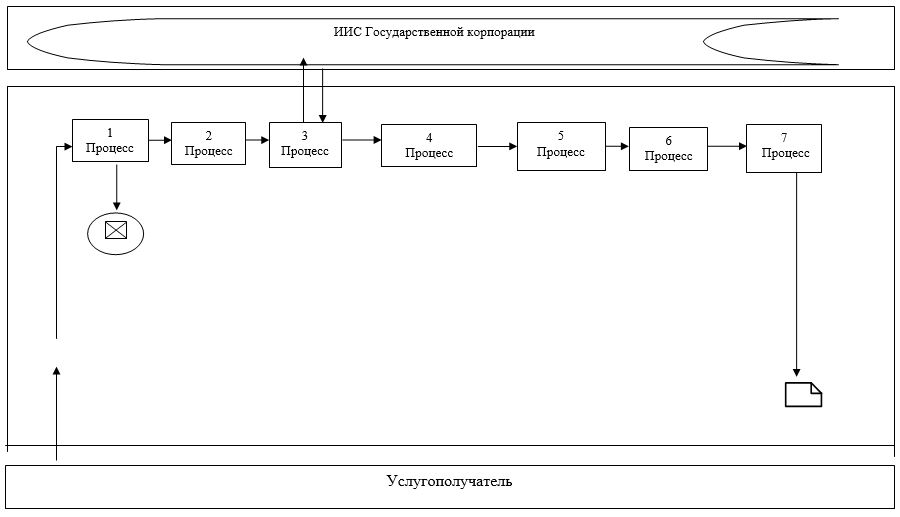 ИИС Государственной корпорации
1
Процесс
2
Процесс
3
Процесс
4
Процесс
5
Процесс
6
Процесс
7
Процесс
Услугополучатель